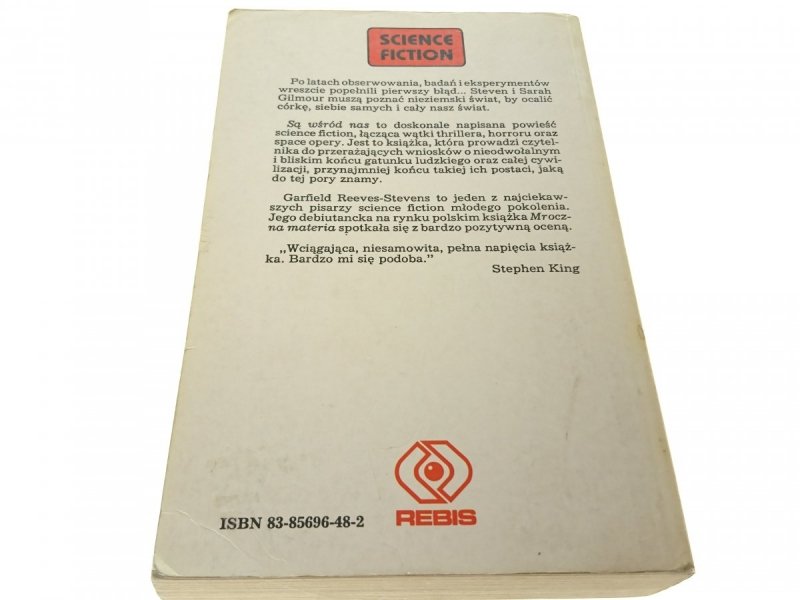 SCIENCE
FICTION
Po latach obserwowania, badań i eksperymentów
wreszcie popełnili pierwszy błąd... Steven i Sarah
Gilmour muszą poznać nieziemski świat, by ocalić
córkę, siebie samych i cały nasz świat.
Są wśród nas to doskonale napisana powieść
science fiction, łącząca wątki thrillera, horroru oraz
space opery. Jest to książka, która prowadzi czytel-
nika do przerażających wniosków o nieodwołalnym
i bliskim końcu gatunku ludzkiego oraz całej cywi-
lizacji, przynajmniej końcu takiej ich postaci, jaką
do tej pory znamy.
Garfield Reeves-Stevens to jeden z najciekaw-
szych pisarzy science fiction młodego pokolenia.
Jego debiutancka na rynku polskim książka Mrocz-
na materia spotkała się z bardzo pozytywną oceną.
„Wciągająca, niesamowita, pełna napięcia książ-
ka. Bardzo mi się podoba.”
Stephen King
ISBN 83-85696-48-2
REBIS